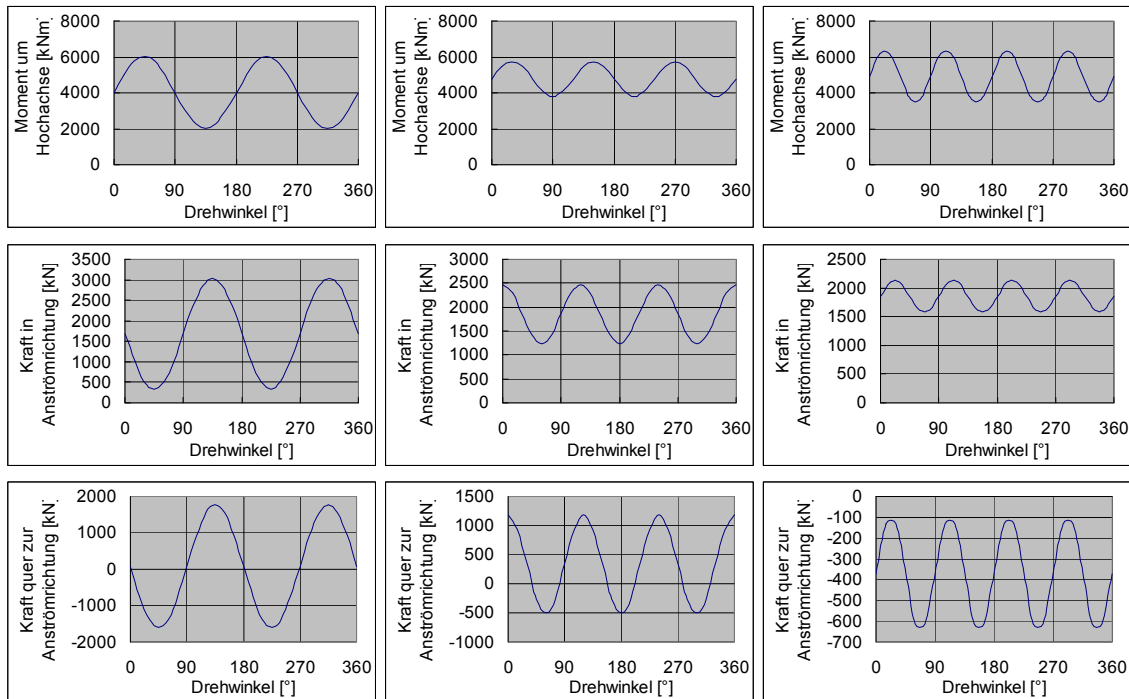 Moment um
Hochachse [kNm]
8000
6000
4000
2000
0
0 90 180 270 360
Drehwinkel [°]
Moment um
Hochachse [kNm]
8000
6000
4000
2000
0
0 90 180 270 360
Drehwinkel [°]
Moment um
Hochachse [kNm]
8000
6000
4000
2000
0
0 90 180 270 360
Drehwinkel [°]
Kraft in
Anströmrichtung [kN]
3500
3000
2500
2000
1500
1000
500
0
0 90 180 270 360
Drehwinkel [°]
Kraft in
Anströmrichtung [kN]
3000
2500
2000
1500
1000
500
0
0 90 180 270 360
Drehwinkel [°]
Kraft in
Anströmrichtung [kN]
2500
2000
1500
1000
500
0
0 90 180 270 360
Drehwinkel [°]
Kraft quer zur
Anströmrichtung [kN]
2000
1000
0
-1000
-2000
0 90 180 270 360
Drehwinkel [°]
Kraft quer zur
Anströmrichtung [kN]
1500
1000
500
0
-500
-1000
0 90 180 270 360
Drehwinkel [°]
Kraft quer zur
Anströmrichtung [kN]
0
-100
-200
-300
-400
-500
-600
-700
0 90 180 270 360
Drehwinkel [°]